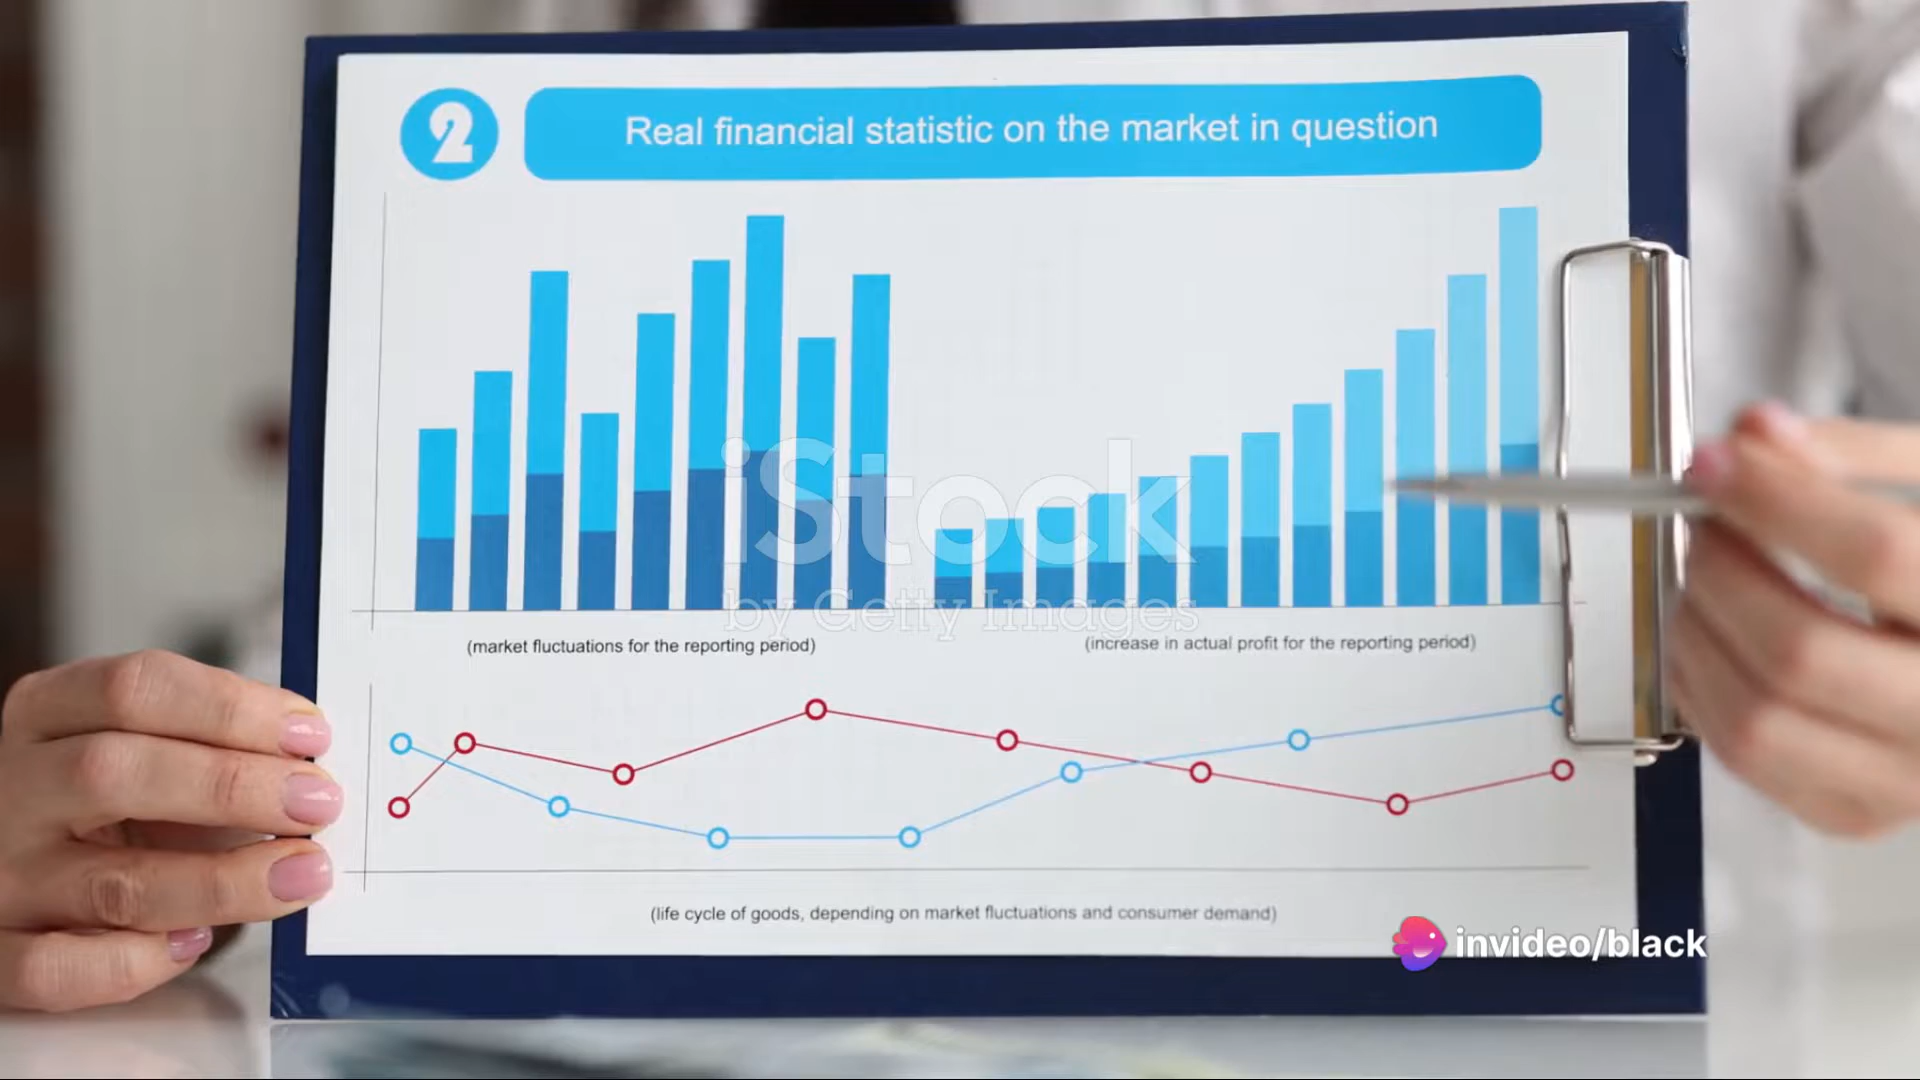 2
Real financial statistic on the market in question
iStock
by Getty Images
(market fluctuations for the reporting period)
(increase in actual profit for the reporting period)
(life cycle of goods, depending on market fluctuations and consumer demand)
invideo/black